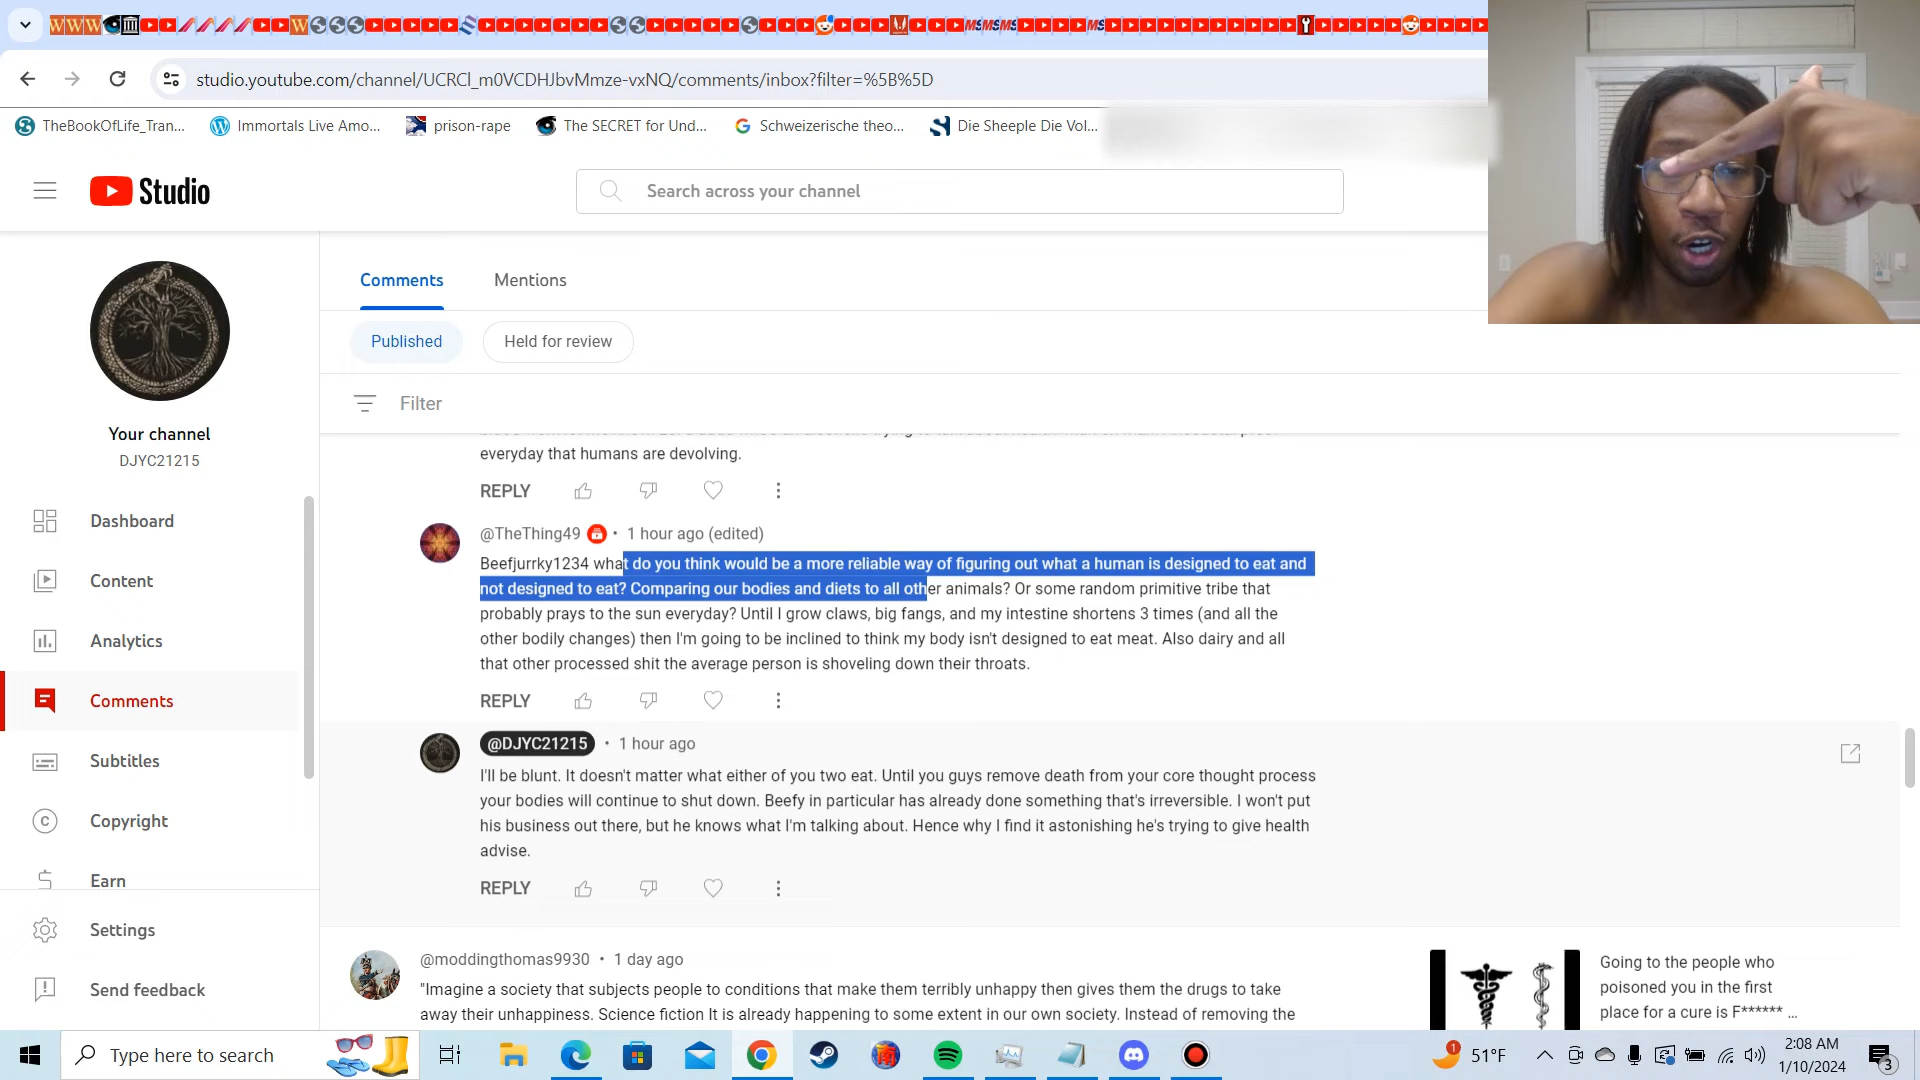 studio.youtube.com/channel/UCRCl_m0VCDHJbvMmze-vxNQ/comments/inbox?filter=%5B%5D
TheBookOfLife_Tran... Immortals Live Amo... prison-rape The SECRET for Und... Schweizerische theo... Die Sheeple Die Vol...
Studio
Search across your channel
Comments Mentions
Published Held for review
Filter
Your channel
DJYC21215
Dashboard
Content
Analytics
Comments
Subtitles
Copyright
Earn
Settings
Send feedback
everyday that humans are devolving.
REPLY
@TheThing49 • 1 hour ago (edited)
Beefjurrky1234 what do you think would be a more reliable way of figuring out what a human is designed to eat and
not designed to eat? Comparing our bodies and diets to all other animals? Or some random primitive tribe that
probably prays to the sun everyday? Until I grow claws, big fangs, and my intestine shortens 3 times (and all the
other bodily changes) then I'm going to be inclined to think my body isn't designed to eat meat. Also dairy and all
that other processed shit the average person is shoveling down their throats.
REPLY
@DJYC21215 • 1 hour ago
I'll be blunt. It doesn't matter what either of you two eat. Until you guys remove death from your core thought process
your bodies will continue to shut down. Beefy in particular has already done something that's irreversible. I won't put
his business out there, but he knows what I'm talking about. Hence why I find it astonishing he's trying to give health
advise.
REPLY
@moddingthomas9930 • 1 day ago
"Imagine a society that subjects people to conditions that make them terribly unhappy then gives them the drugs to take
away their unhappiness. Science fiction It is already happening to some extent in our own society. Instead of removing the
Going to the people who
poisoned you in the first
place for a cure is F****** ...
Type here to search
1
51°F
2:08 AM
1/10/2024
3